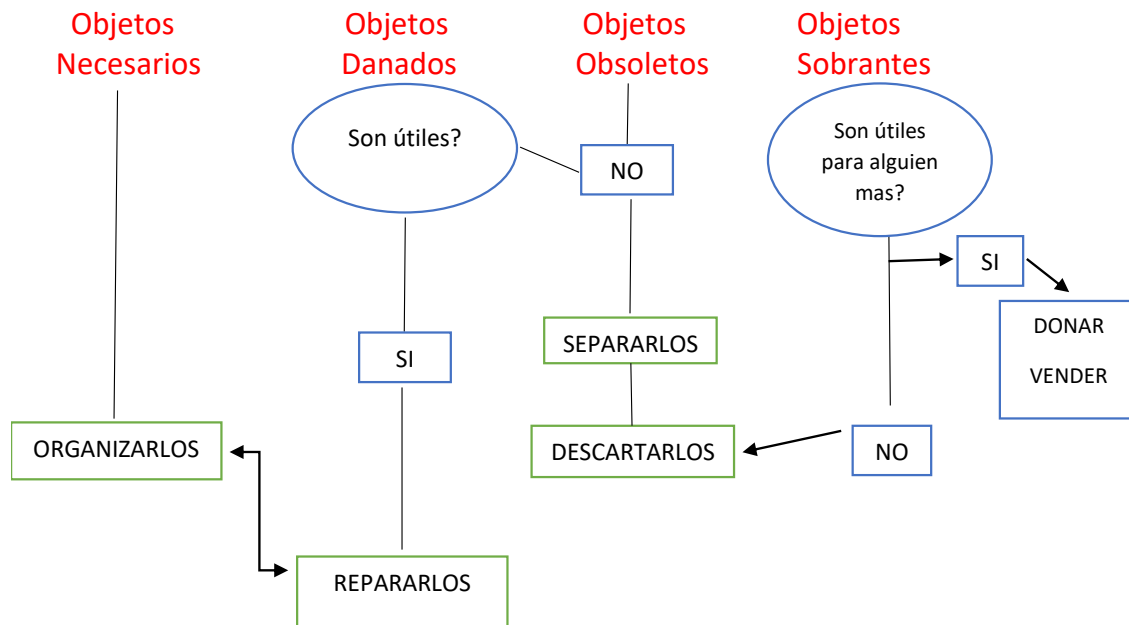 Objetos
Necesarios
Objetos
Danados
Objetos
Obsoletos
Objetos
Sobrantes
Son útiles?
NO
Son útiles
para alguien
mas?
SI
DONAR
VENDER
SI
SEPARARLOS
ORGANIZARLOS
DESCARTARLOS
NO
REPARARLOS